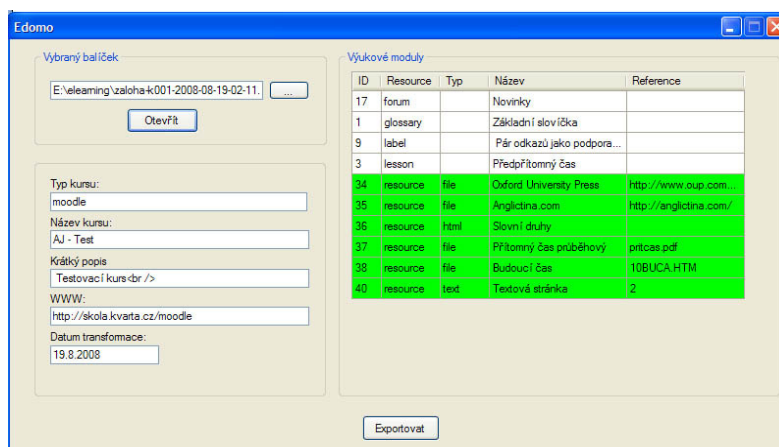 Edomo
Vybraný balíček
E:\elearning\zaloha-k001-2008-08-19-02-11.
...
Otevřít
Typ kursu:
moodle
Název kursu:
AJ - Test
Krátký popis
Testovací kurs<br />
WWW:
http://skola.kvarta.cz/moodle
Datum transformace:
19.8.2008
Výukové moduly
ID Resource Typ Název Reference
17 forum Novinky
1 glossary Základní slovíčka
9 label Pár odkazů jako podpora...
3 lesson Předpřítomný čas
34 resource file Oxford University Press http://www.oup.com...
35 resource file Anglictina.com http://anglictina.com/
36 resource html Slovní druhy
37 resource file Přítomný čas průběhový pritcas.pdf
38 resource file Budoucí čas 10BUCA.HTM
40 resource text Textová stránka 2
Exportovat